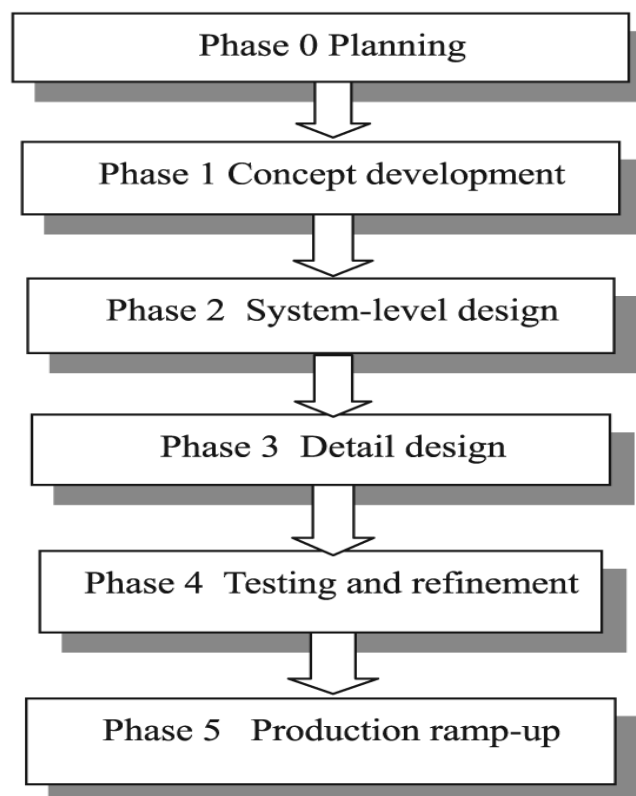 Phase 0 Planning
Phase 1 Concept development
Phase 2 System-level design
Phase 3 Detail design
Phase 4 Testing and refinement
Phase 5 Production ramp-up